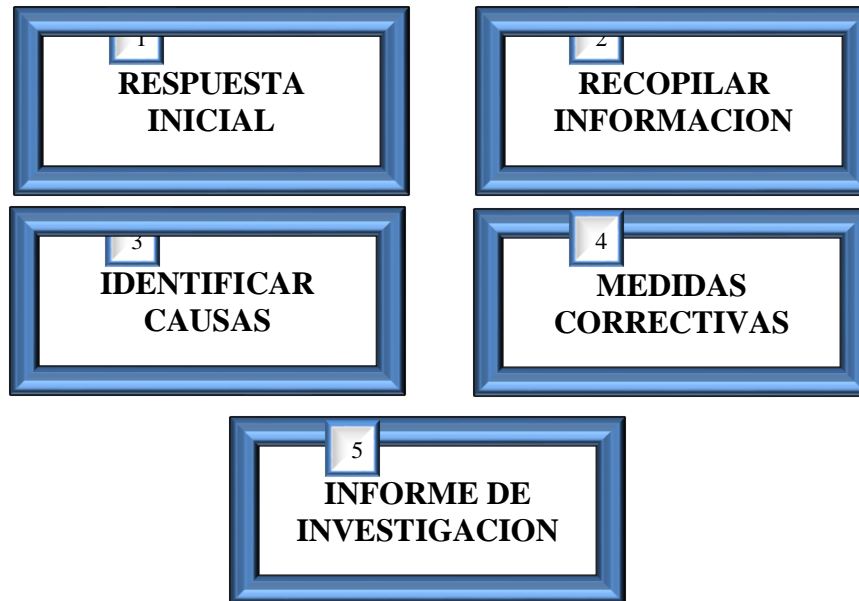 1
RESPUESTA
INICIAL
2
RECOPILAR
INFORMACION
3
IDENTIFICAR
CAUSAS
4
MEDIDAS
CORRECTIVAS
5
INFORME DE
INVESTIGACION